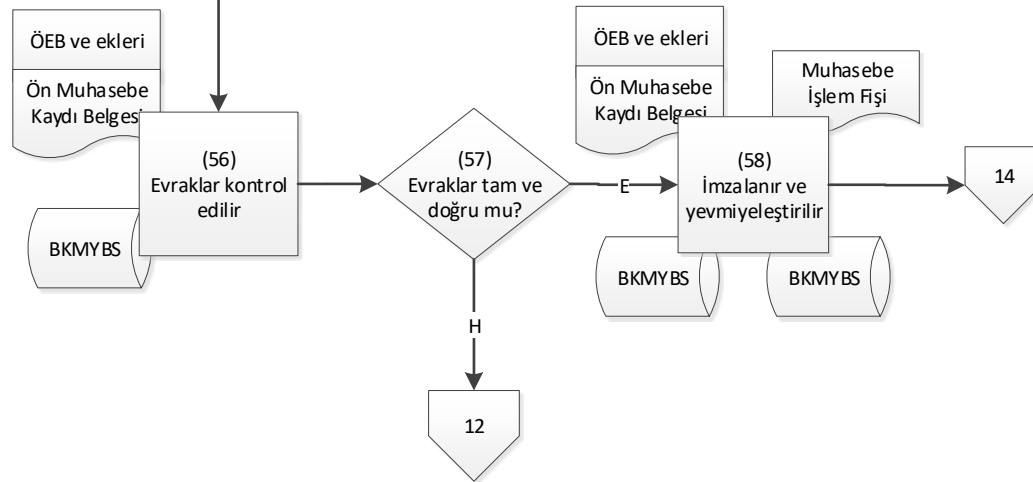 ÖEB ve ekleri
Ön Muhasebe
Kaydı Belgesi
(56)
Evraklar kontrol
edilir
BKMYBS
(57)
Evraklar tam ve
doğru mu?
E
H
12
ÖEB ve ekleri
Ön Muhasebe
Kaydı Belgesi
Muhasebe
İşlem Fişi
(58)
İmzalanır ve
yevmiyeleştirilir
BKMYBS
BKMYBS
14